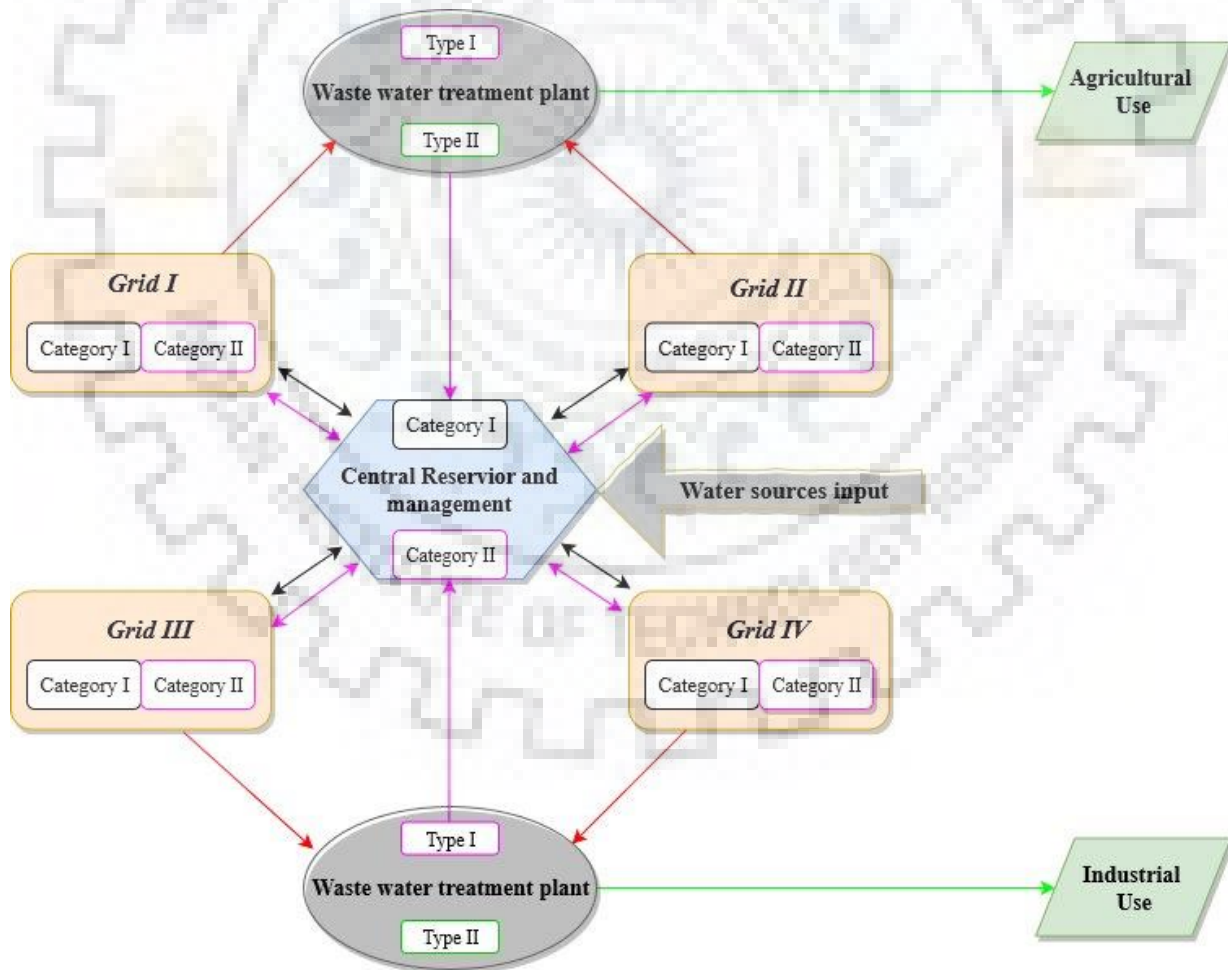 Type I
Waste water treatment plant
Type II
Agricultural
Use
Grid I
Category I
Category II
Grid II
Category I
Category II
Category I
Central Reservior and
management
Category II
Water sources input
Grid III
Category I
Category II
Grid IV
Category I
Category II
Type I
Waste water treatment plant
Type II
Industrial
Use